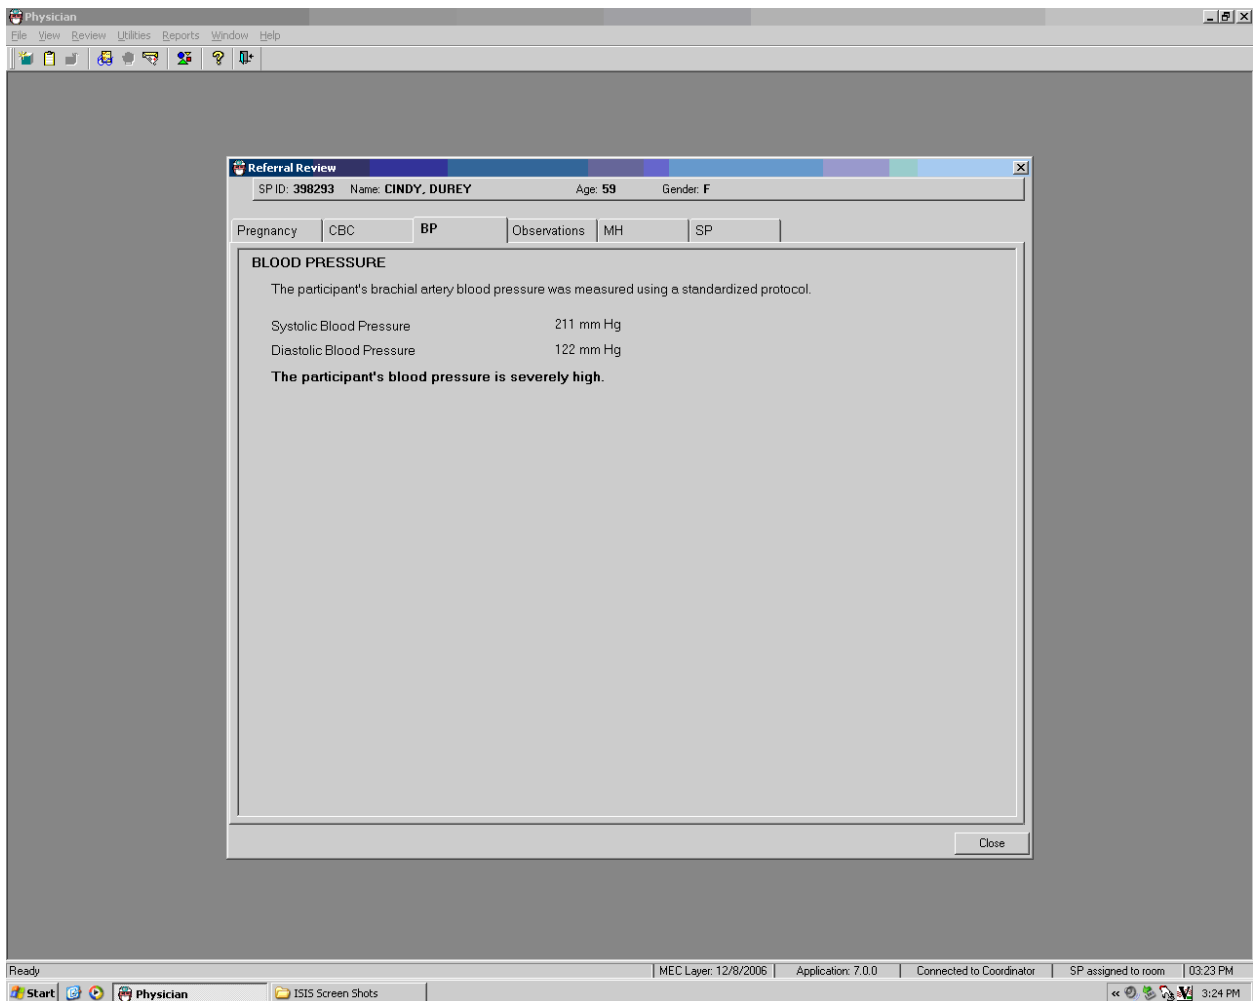 Physician
File View Review Utilities Reports Window Help
Referral Review
SP ID: 398293 Name: CINDY, DUREY Age: 59 Gender: F
Pregnancy CBC BP Observations MH SP
BLOOD PRESSURE
The participant's brachial artery blood pressure was measured using a standardized protocol.
Systolic Blood Pressure 211 mm Hg
Diastolic Blood Pressure 122 mm Hg
The participant's blood pressure is severely high.
Close
Ready MEC Layer: 12/8/2006 Application: 7.0.0 Connected to Coordinator SP assigned to room 03:23 PM
Start Physician ISIS Screen Shots « 3:24 PM